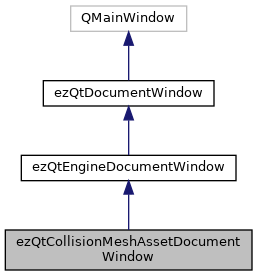 QMainWindow
ezQtDocumentWindow
ezQtEngineDocumentWindow
ezQtCollisionMeshAssetDocument
Window